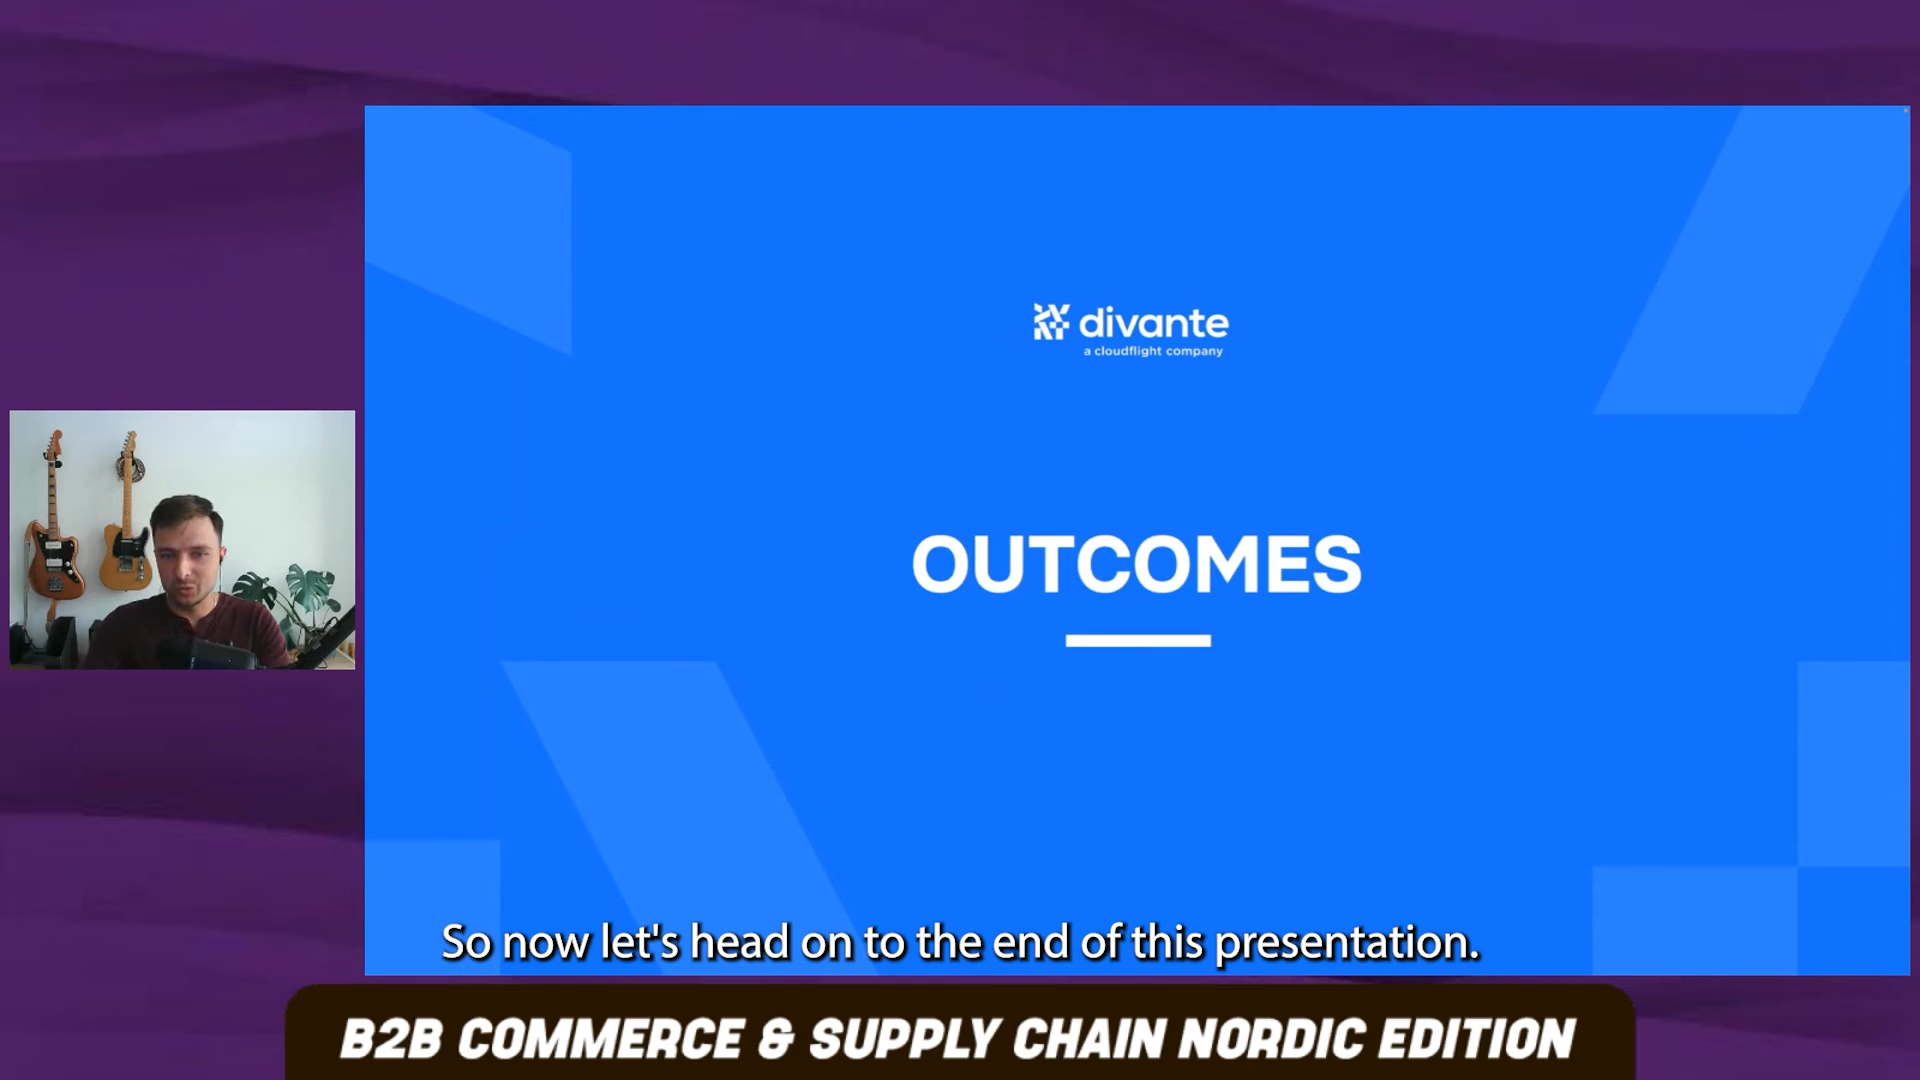 divante
a cloudflight company
OUTCOMES
So now let's head on to the end of this presentation.
B2B COMMERCE & SUPPLY CHAIN NORDIC EDITION